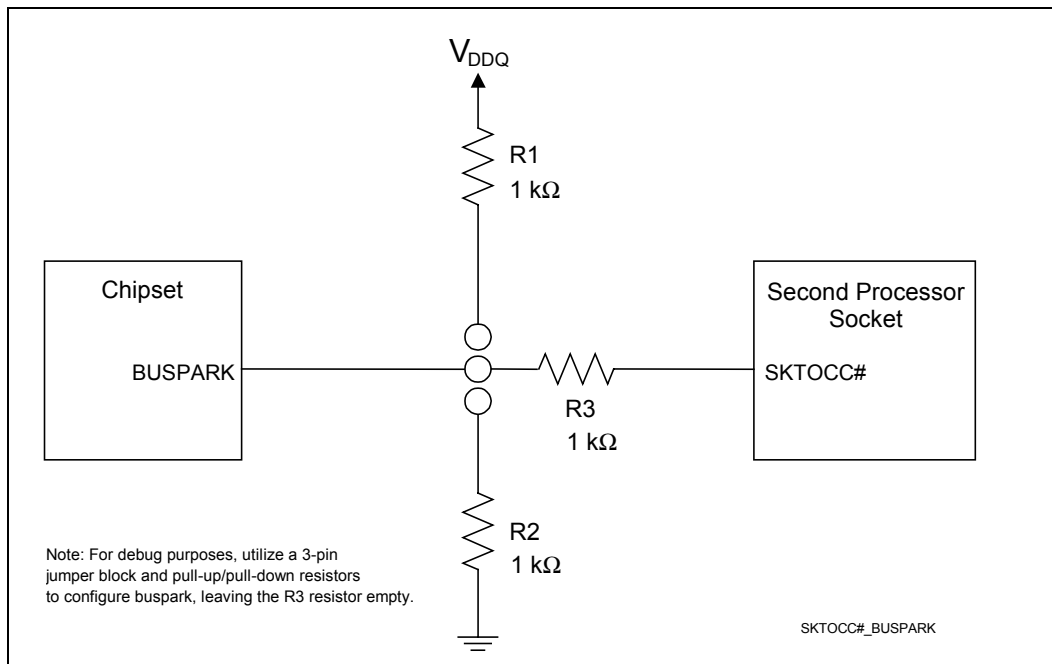 VDDQ
R1
1 kΩ
Chipset
BUSPARK
Second Processor
Socket
SKTOCC#
R3
1 kΩ
R2
1 kΩ
Note: For debug purposes, utilize a 3-pin
jumper block and pull-up/pull-down resistors
to configure buspark, leaving the R3 resistor empty.
SKTOCC#_BUSPARK